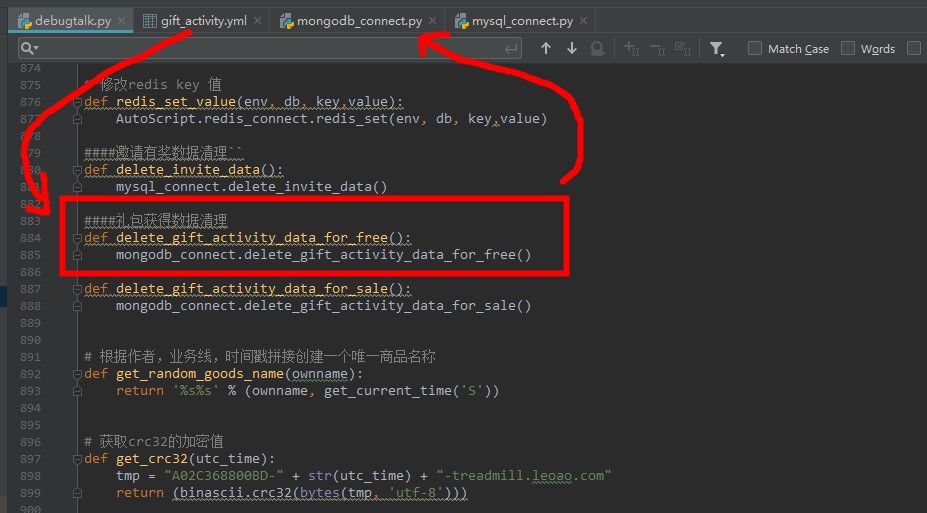 debugtalk.py gift_activity.yml mongodb_connect.py mysql_connect.py
Match Case Words
874
875 # 修改redis key 值
876 def redis_set_value(env, db, key,value):
877 AutoScript.redis_connect.redis_set(env, db, key,value)
878
879 ####邀请有奖数据清理``
880 def delete_invite_data():
881 mysql_connect.delete_invite_data()
882
883 ####礼包获得数据清理
884 def delete_gift_activity_data_for_free():
885 mongodb_connect.delete_gift_activity_data_for_free()
886
887 def delete_gift_activity_data_for_sale():
888 mongodb_connect.delete_gift_activity_data_for_sale()
889
890
891 # 根据作者，业务线，时间戳拼接创建一个唯一商品名称
892 def get_random_goods_name(ownname):
893 return '%s%s' % (ownname, get_current_time('S'))
894
895
896 # 获取crc32的加密值
897 def get_crc32(utc_time):
898 tmp = "A02C368800BD-" + str(utc_time) + "-treadmill.leoao.com"
899 return (binascii.crc32(bytes(tmp, 'utf-8')))
900